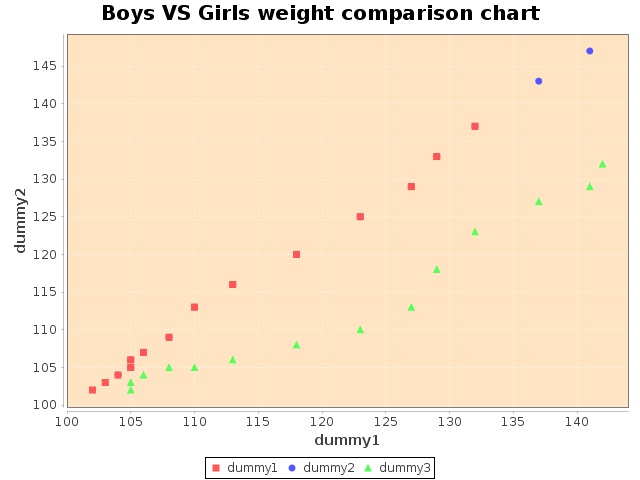 Boys VS Girls weight comparison chart
145
140
135
130
125
120
115
110
105
100
dummy2
100 105 110 115 120 125 130 135 140
dummy1
dummy1 dummy2 dummy3